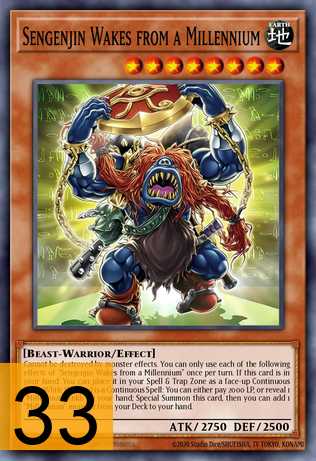 SENGENJIN WAKES FROM A MILLENNIUM
EARTH
地
[BEAST-WARRIOR/EFFECT]
Cannot be destroyed by monster effects. You can only use each of the following
effects of "Sengenjin Wakes from a Millennium" once per turn. If this card is in
your hand: You can place it in your Spell & Trap Zone as a face-up Continuous
a Continuous Spell: You can either pay 2000 LP, or reveal 1
your hand; Special Summon this card, then you can add 1
from your Deck to your hand.
33
ATK / 2750 DEF / 2500
©2020 Studio Dice/SHUEISHA, TV TOKYO, KONAMI